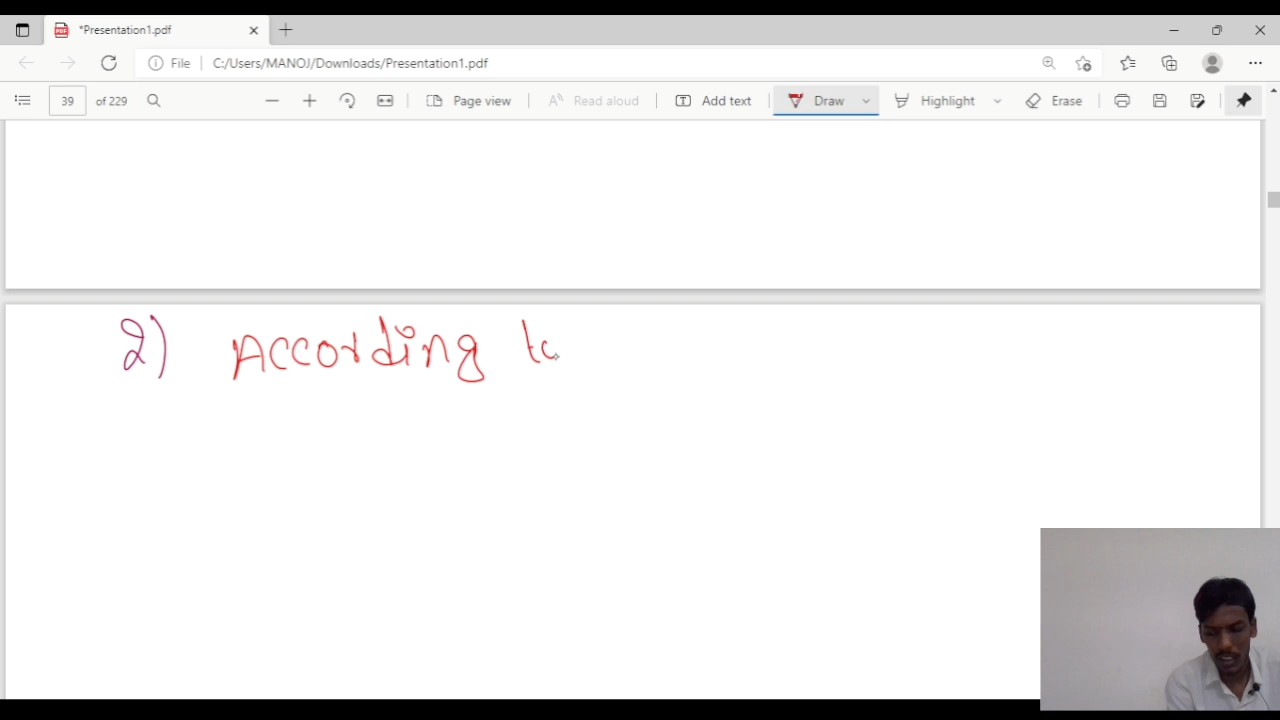 *Presentation1.pdf
File C:/Users/MANOJ/Downloads/Presentation1.pdf
39 of 229 Page view Read aloud Add text Draw Highlight Erase
2) According to